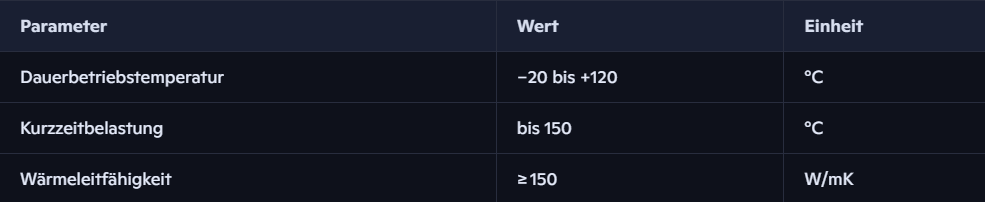 Parameter Wert Einheit
Dauerbetriebstemperatur −20 bis +120 °C
Kurzzeitbelastung bis 150 °C
Wärmeleitfähigkeit ≥150 W/mK